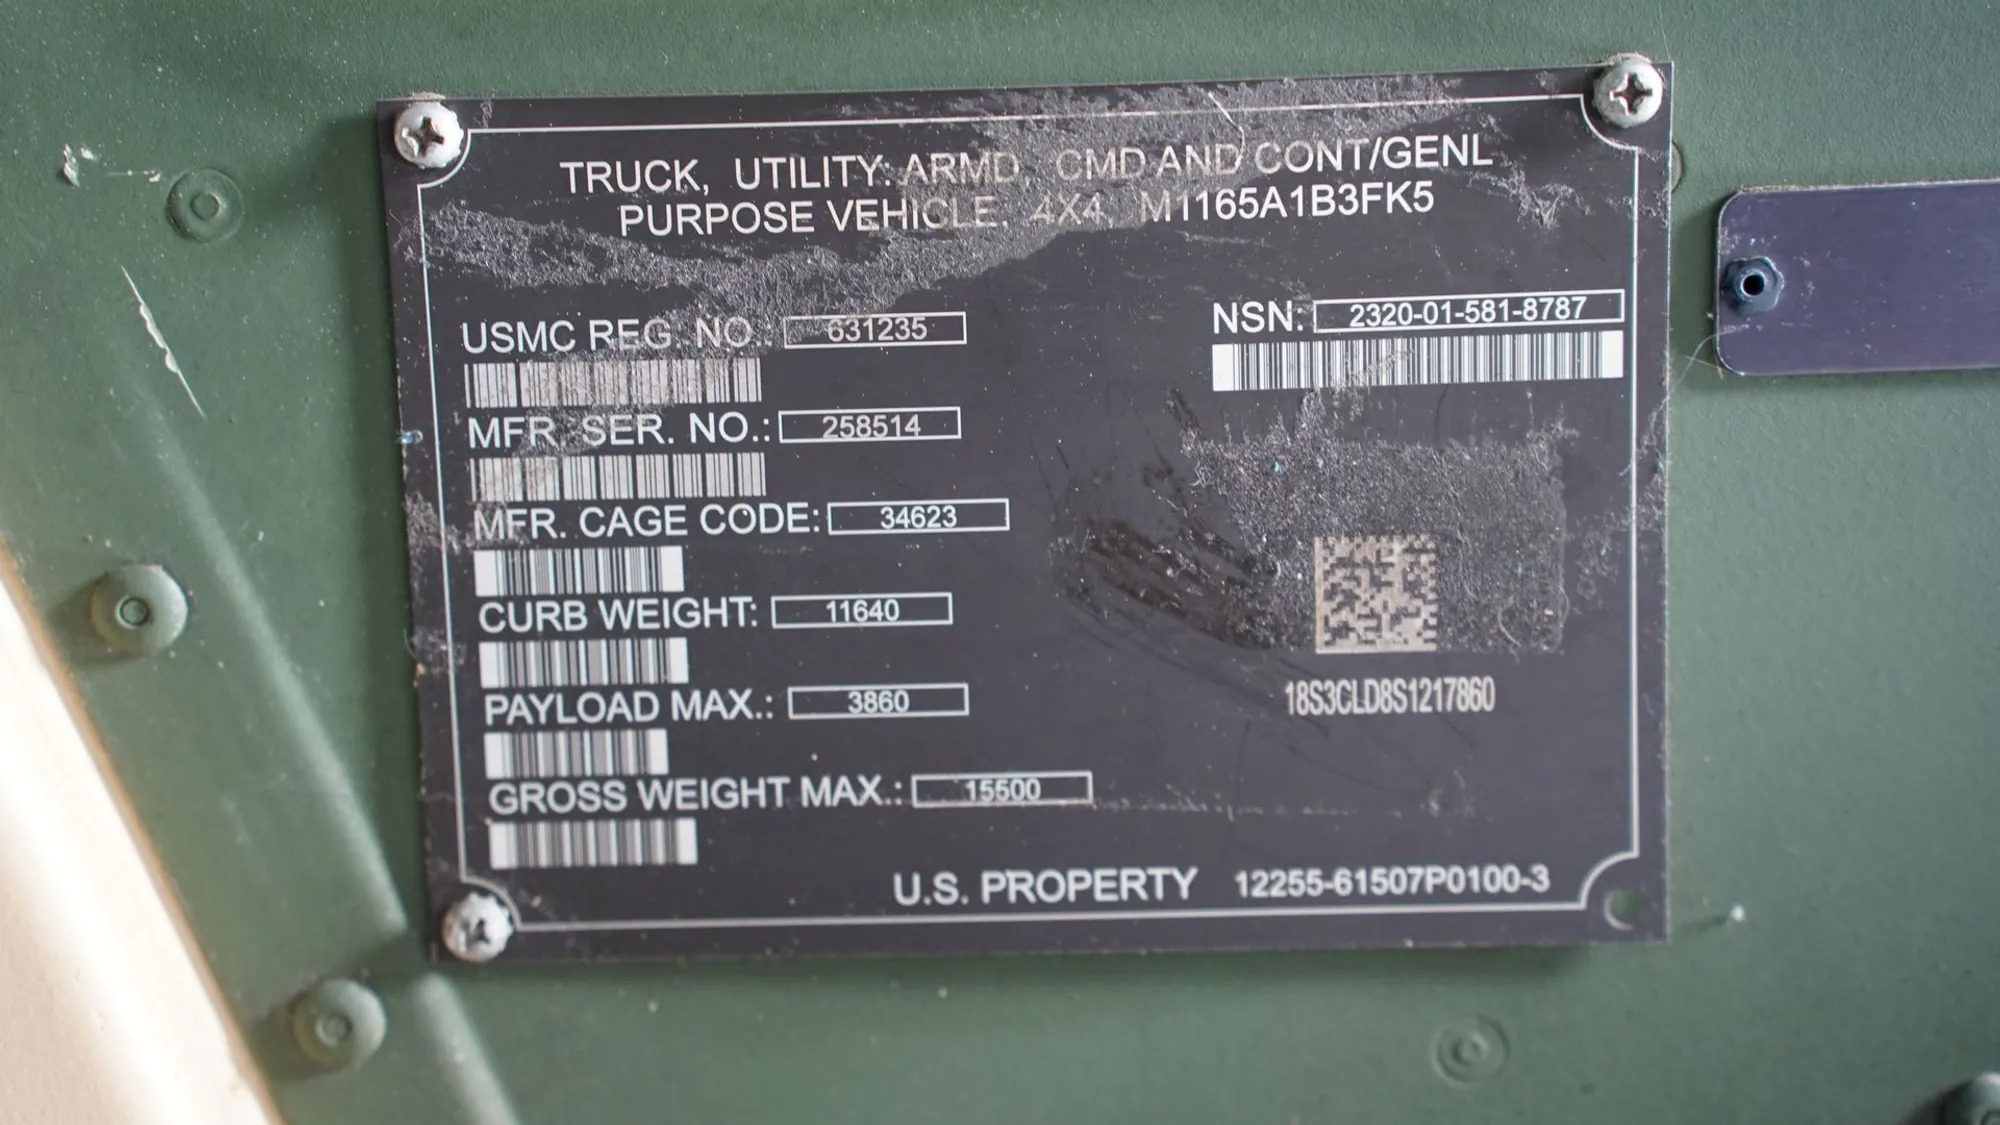 TRUCK, UTILITY: ARMD, CMD AND CONT/GENL
PURPOSE VEHICLE, 4X4, M1165A1B3FK5
USMC REG. NO.: 631235
NSN: 2320-01-581-8787
MFR. SER. NO.: 258514
MFR. CAGE CODE: 34623
CURB WEIGHT: 11640
PAYLOAD MAX.: 3860
18S3CLD8S1217860
GROSS WEIGHT MAX.: 15500
U.S. PROPERTY 12255-61507P0100-3